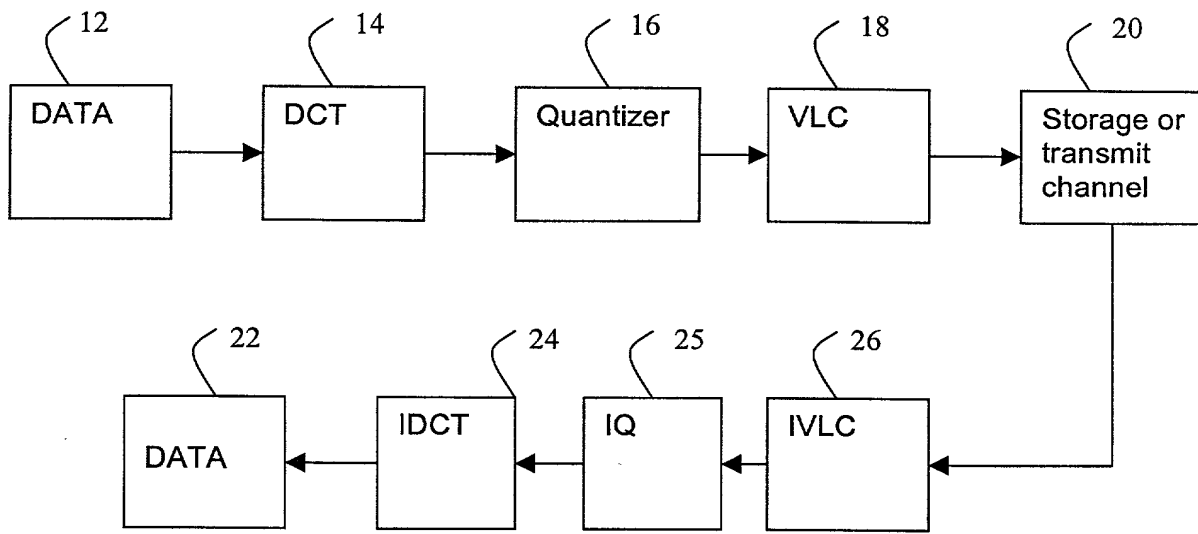 12
14
16
18
20
DATA
DCT
Quantizer
VLC
Storage or
transmit
channel
22
24
25
26
DATA
IDCT
IQ
IVLC